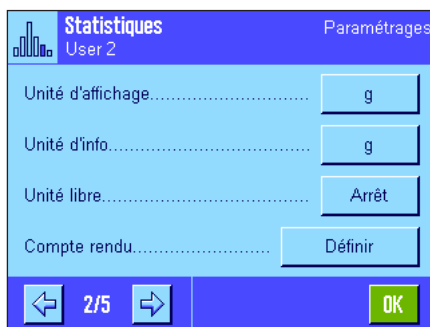 Statistiques Paramétrages
User 2
Unité d'affichage................................ g
Unité d'info........................................ g
Unité libre......................................... Arrêt
Compte rendu........................... Définir
2/5 OK